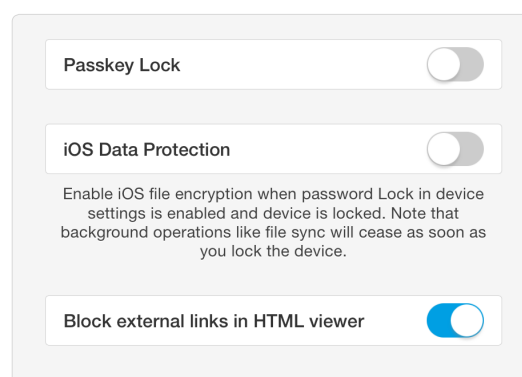 Passkey Lock
iOS Data Protection
Enable iOS file encryption when password Lock in device
settings is enabled and device is locked. Note that
background operations like file sync will cease as soon as
you lock the device.
Block external links in HTML viewer